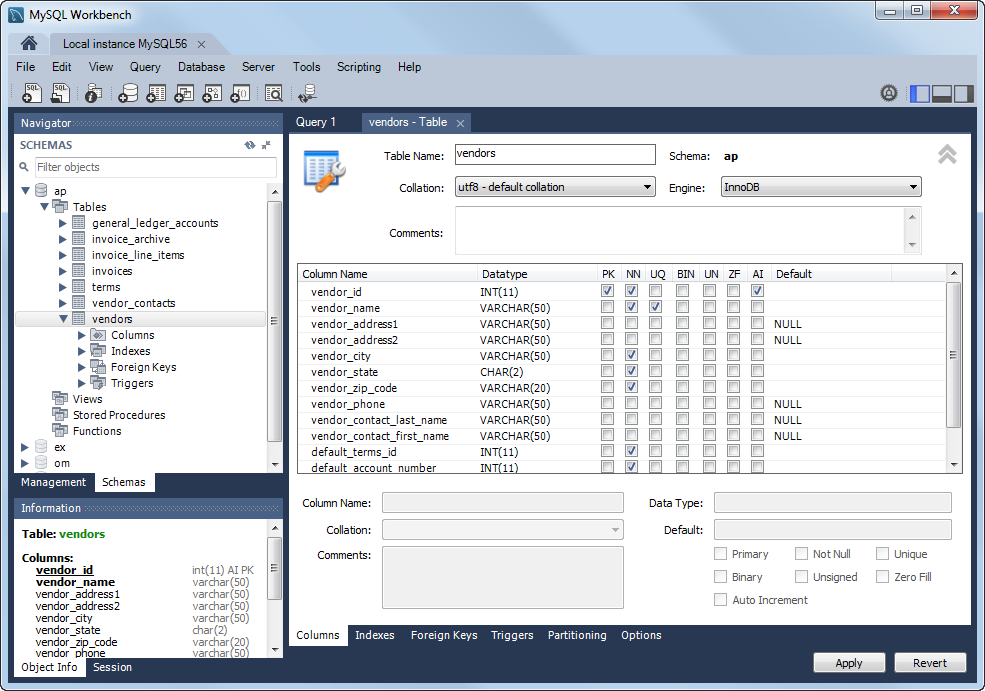 MySQL Workbench
Local instance MySQL56
File Edit View Query Database Server Tools Scripting Help
Navigator
SCHEMAS
Filter objects
ap
Tables
general_ledger_accounts
invoice_archive
invoice_line_items
invoices
terms
vendor_contacts
vendors
Columns
Indexes
Foreign Keys
Triggers
Views
Stored Procedures
Functions
ex
om
Management Schemas
Information
Table: vendors
Columns:
vendor_id int(11) AI PK
vendor_name varchar(50)
vendor_address1 varchar(50)
vendor_address2 varchar(50)
vendor_city varchar(50)
vendor_state char(2)
vendor_zip_code varchar(20)
vendor_phone varchar(50)
Object Info Session
Query 1 vendors - Table
Table Name: vendors Schema: ap
Collation: utf8 - default collation Engine: InnoDB
Comments:
Column Name Datatype PK NN UQ BIN UN ZF AI Default
vendor_id INT(11)
vendor_name VARCHAR(50)
vendor_address1 VARCHAR(50) NULL
vendor_address2 VARCHAR(50) NULL
vendor_city VARCHAR(50)
vendor_state CHAR(2)
vendor_zip_code VARCHAR(20)
vendor_phone VARCHAR(50) NULL
vendor_contact_last_name VARCHAR(50) NULL
vendor_contact_first_name VARCHAR(50) NULL
default_terms_id INT(11)
default_account_number INT(11)
Column Name: Data Type:
Collation: Default:
Comments:
Primary Not Null Unique
Binary Unsigned Zero Fill
Auto Increment
Columns Indexes Foreign Keys Triggers Partitioning Options
Apply Revert